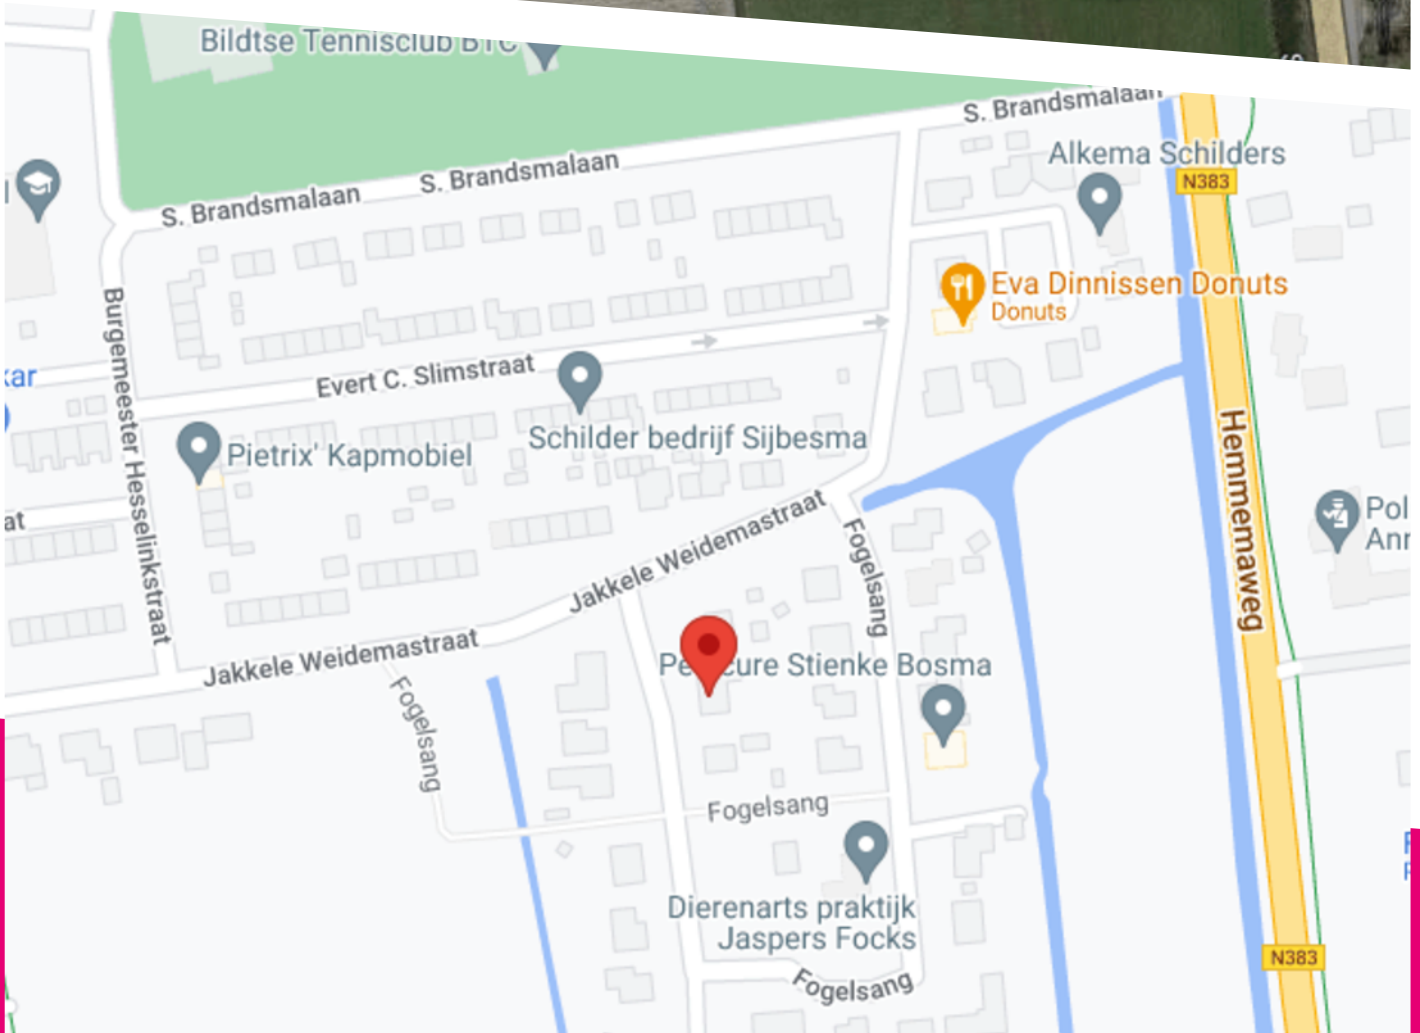 Bildtse Tennisclub BTC
S. Brandsmalaan
Alkema Schilders
N383
S. Brandsmalaan
S. Brandsmalaan
Eva Dinnissen Donuts
Donuts
Burgemeester Hesselinkstraat
Evert C. Slimstraat
Schilder bedrijf Sijbesma
Pietrix' Kapmobiel
Hemmemaweg
Jakkele Weidemastraat
Fogelsang
Jakkele Weidemastraat
Stienke Bosma
Fogelsang
Fogelsang
Dierenarts praktijk
Jaspers Focks
Fogelsang
N383